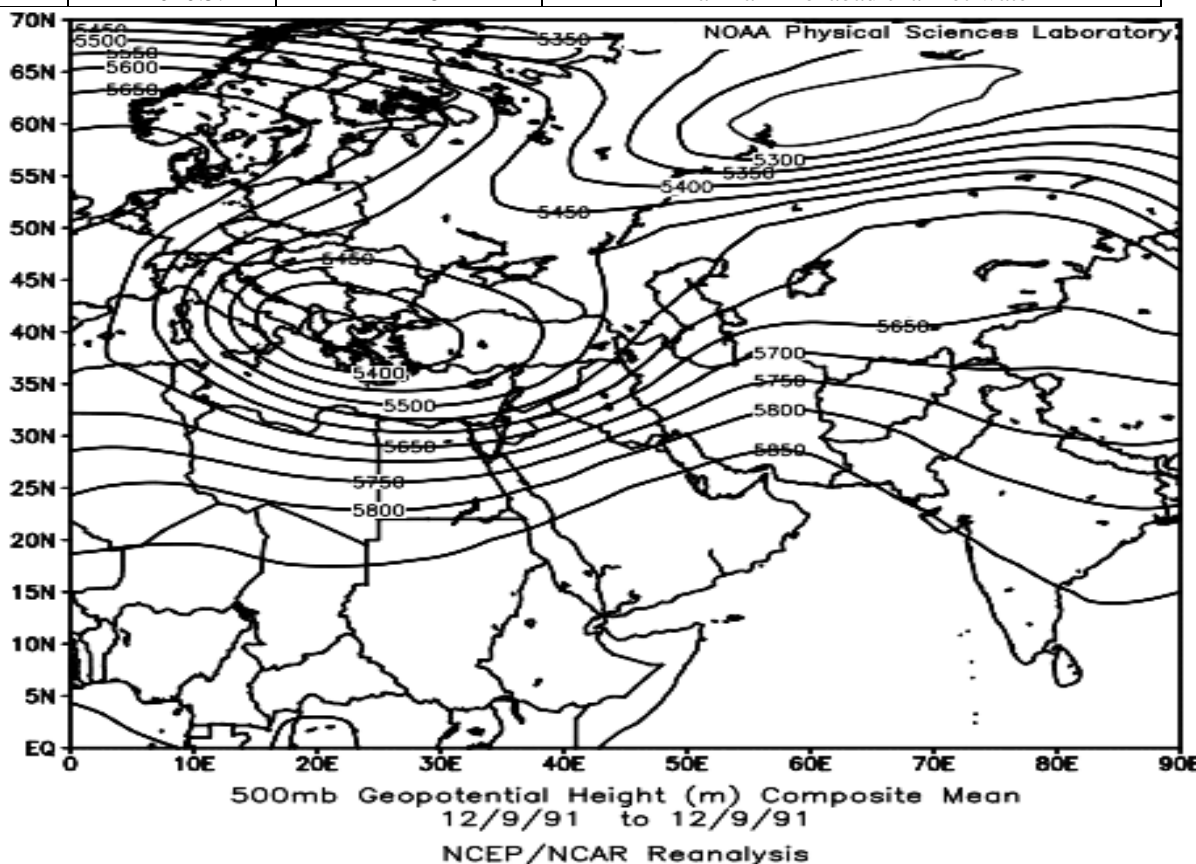 NOAA Physical Sciences Laboratory
70N
5450
5500
5350
65N
5600
5650
60N
5300
55N
5350
5400
5450
50N
5450
45N
40N
5650
5700
35N
5400
5750
5500
5800
30N
5650
5850
25N
5750
5800
20N
15N
10N
5N
EQ
0 10E 20E 30E 40E 50E 60E 70E 80E 90E
500mb Geopotential Height (m) Composite Mean
12/9/91 to 12/9/91
NCEP/NCAR Reanalysis